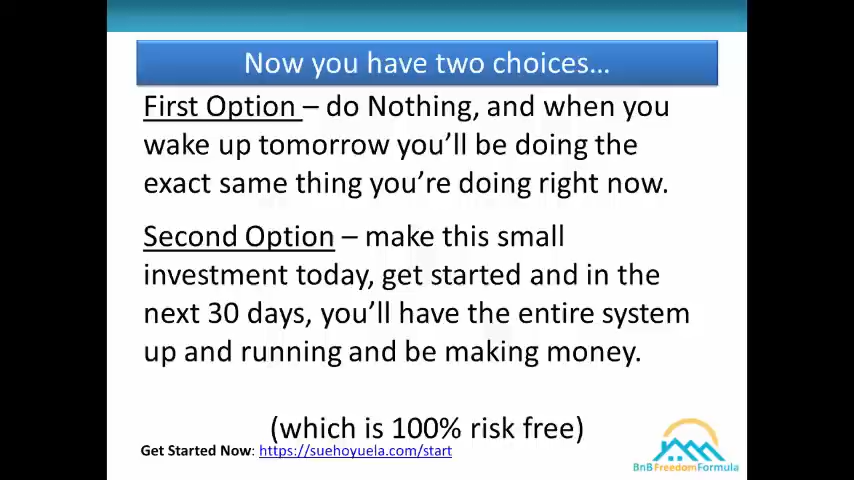 Now you have two choices...
First Option – do Nothing, and when you
wake up tomorrow you’ll be doing the
exact same thing you’re doing right now.
Second Option – make this small
investment today, get started and in the
next 30 days, you’ll have the entire system
up and running and be making money.
(which is 100% risk free)
Get Started Now: https://suehoyuela.com/start
BnBFreedomFormula